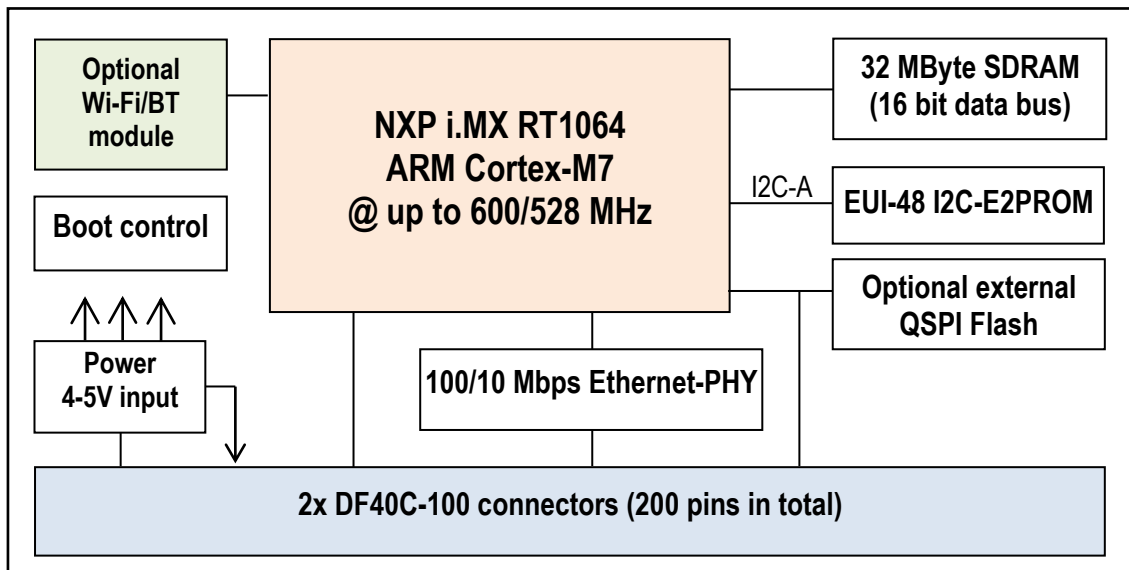 Optional
Wi-Fi/BT
module
NXP i.MX RT1064
ARM Cortex-M7
@ up to 600/528 MHz
32 MByte SDRAM
(16 bit data bus)
I2C-A
EUI-48 I2C-E2PROM
Boot control
Optional external
QSPI Flash
Power
4-5V input
100/10 Mbps Ethernet-PHY
2x DF40C-100 connectors (200 pins in total)